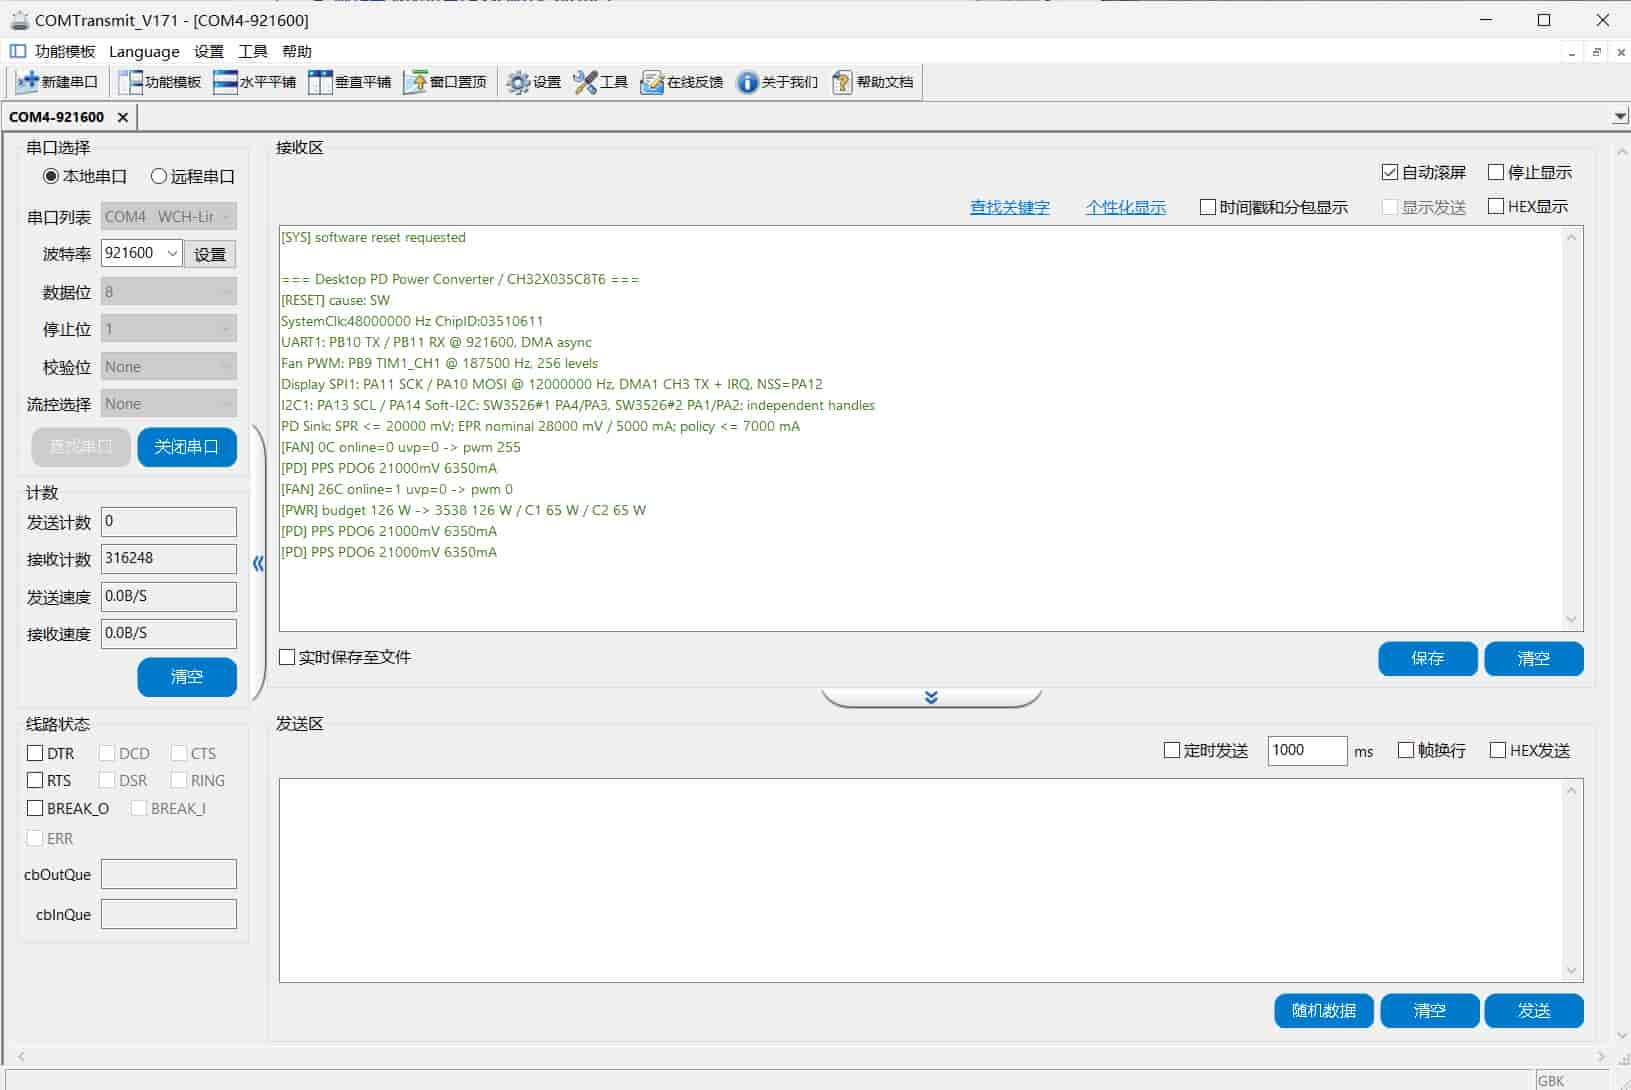 COMTransmit_V171 - [COM4-921600]
功能模板 Language 设置 工具 帮助
新建串口 功能模板 水平平铺 垂直平铺 窗口置顶 设置 工具 在线反馈 关于我们 帮助文档
COM4-921600
串口选择
本地串口 远程串口
串口列表 COM4 WCH-Lir
波特率 921600 设置
数据位 8
停止位 1
校验位 None
流控选择 None
查找串口 关闭串口
计数
发送计数 0
接收计数 316248
发送速度 0.0B/S
接收速度 0.0B/S
清空
线路状态
DTR DCD CTS
RTS DSR RING
BREAK_O BREAK_I
ERR
cbOutQue
cbInQue
接收区
自动滚屏 停止显示
查找关键字 个性化显示 时间戳和分包显示 显示发送 HEX显示
[SYS] software reset requested
=== Desktop PD Power Converter / CH32X035C8T6 ===
[RESET] cause: SW
SystemClk:48000000 Hz ChipID:03510611
UART1: PB10 TX / PB11 RX @ 921600, DMA async
Fan PWM: PB9 TIM1_CH1 @ 187500 Hz, 256 levels
Display SPI1: PA11 SCK / PA10 MOSI @ 12000000 Hz, DMA1 CH3 TX + IRQ, NSS=PA12
I2C1: PA13 SCL / PA14 Soft-I2C: SW3526#1 PA4/PA3, SW3526#2 PA1/PA2; independent handles
PD Sink: SPR <= 20000 mV; EPR nominal 28000 mV / 5000 mA; policy <= 7000 mA
[FAN] 0C online=0 uvp=0 -> pwm 255
[PD] PPS PDO6 21000mV 6350mA
[FAN] 26C online=1 uvp=0 -> pwm 0
[PWR] budget 126 W -> 3538 126 W / C1 65 W / C2 65 W
[PD] PPS PDO6 21000mV 6350mA
[PD] PPS PDO6 21000mV 6350mA
实时保存至文件
保存 清空
发送区
定时发送 1000 ms 帧换行 HEX发送
随机数据 清空 发送
GBK